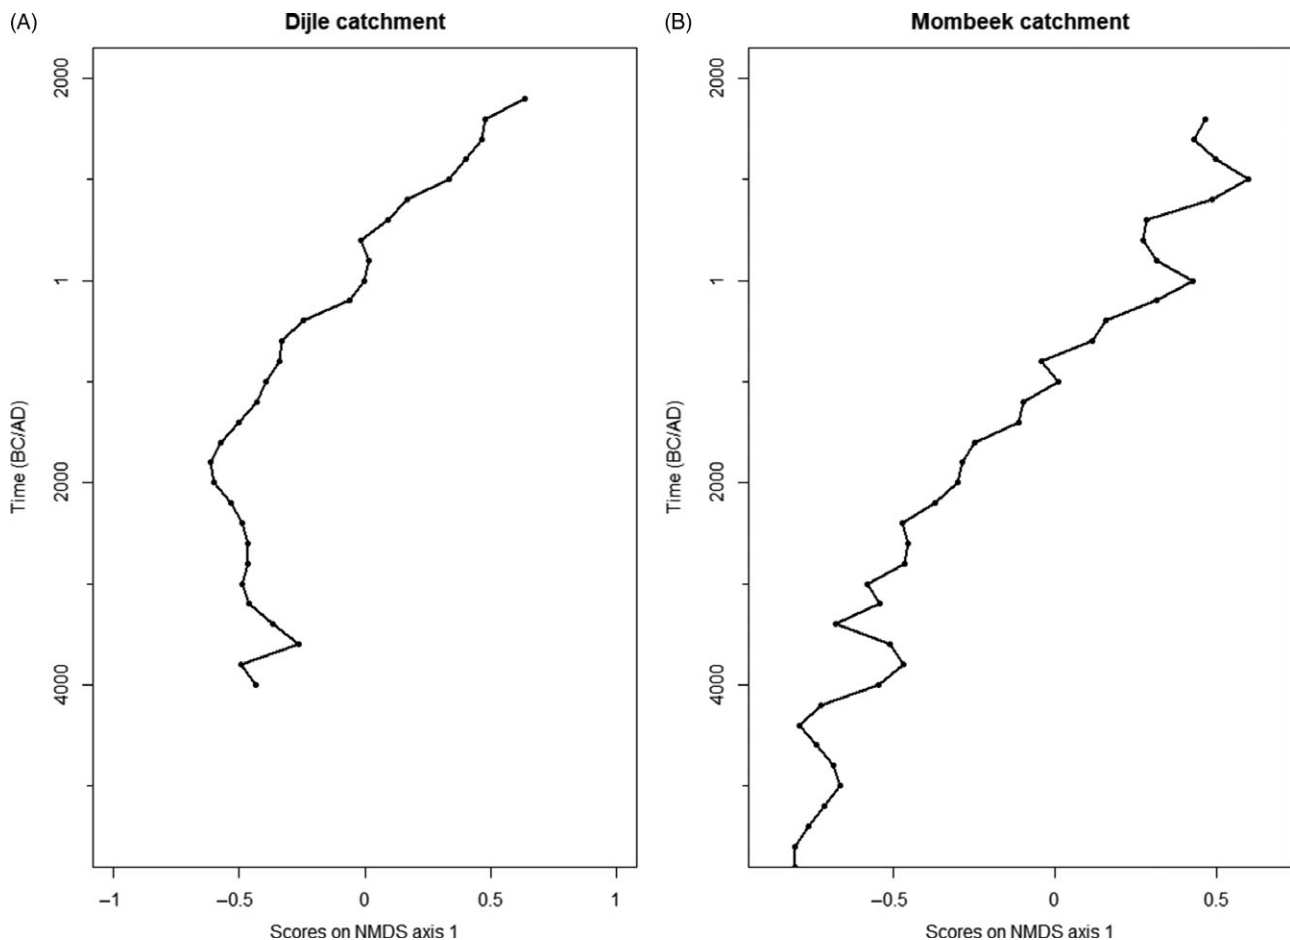 (A)
Dijle catchment
2000
1
2000
4000
Time (BC/AD)
–1
–0.5
0
0.5
1
Scores on NMDS axis 1
(B)
Mombeek catchment
2000
1
2000
4000
Time (BC/AD)
–0.5
0
0.5
Scores on NMDS axis 1